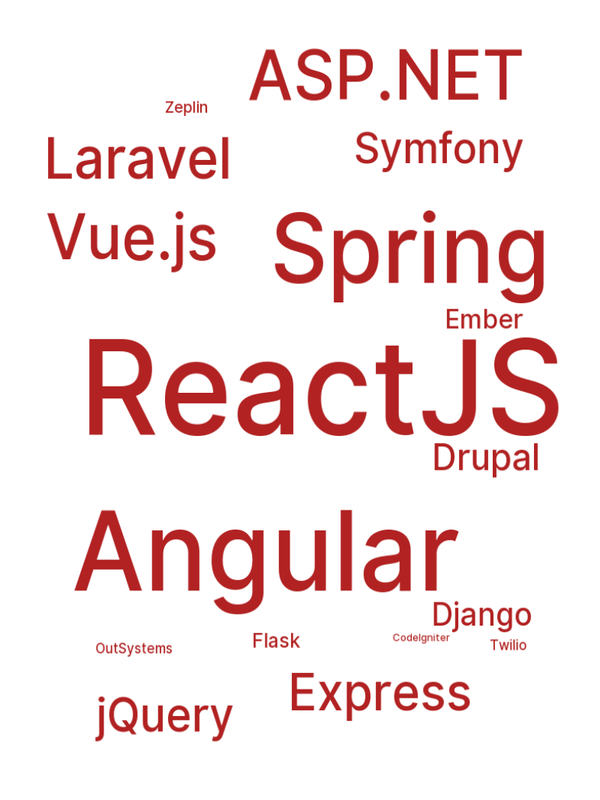 ASP.NET
Zeplin
Laravel
Symfony
Vue.js
Spring
Ember
ReactJS
Drupal
Angular
Django
CodeIgniter
Flask
Twilio
OutSystems
Express
jQuery